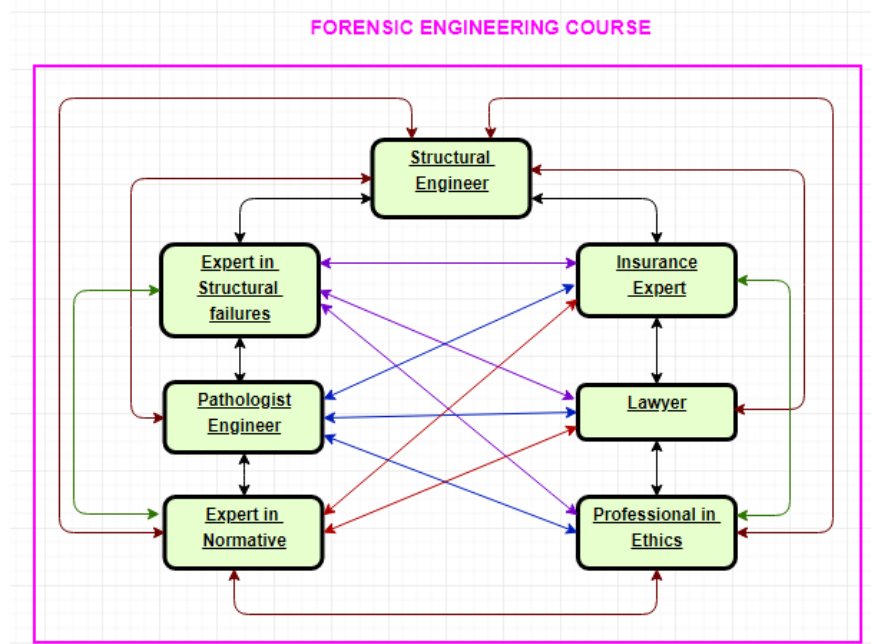 FORENSIC ENGINEERING COURSE
Structural
Engineer
Expert in
Structural
failures
Insurance
Expert
Pathologist
Engineer
Lawyer
Expert in
Normative
Professional in
Ethics